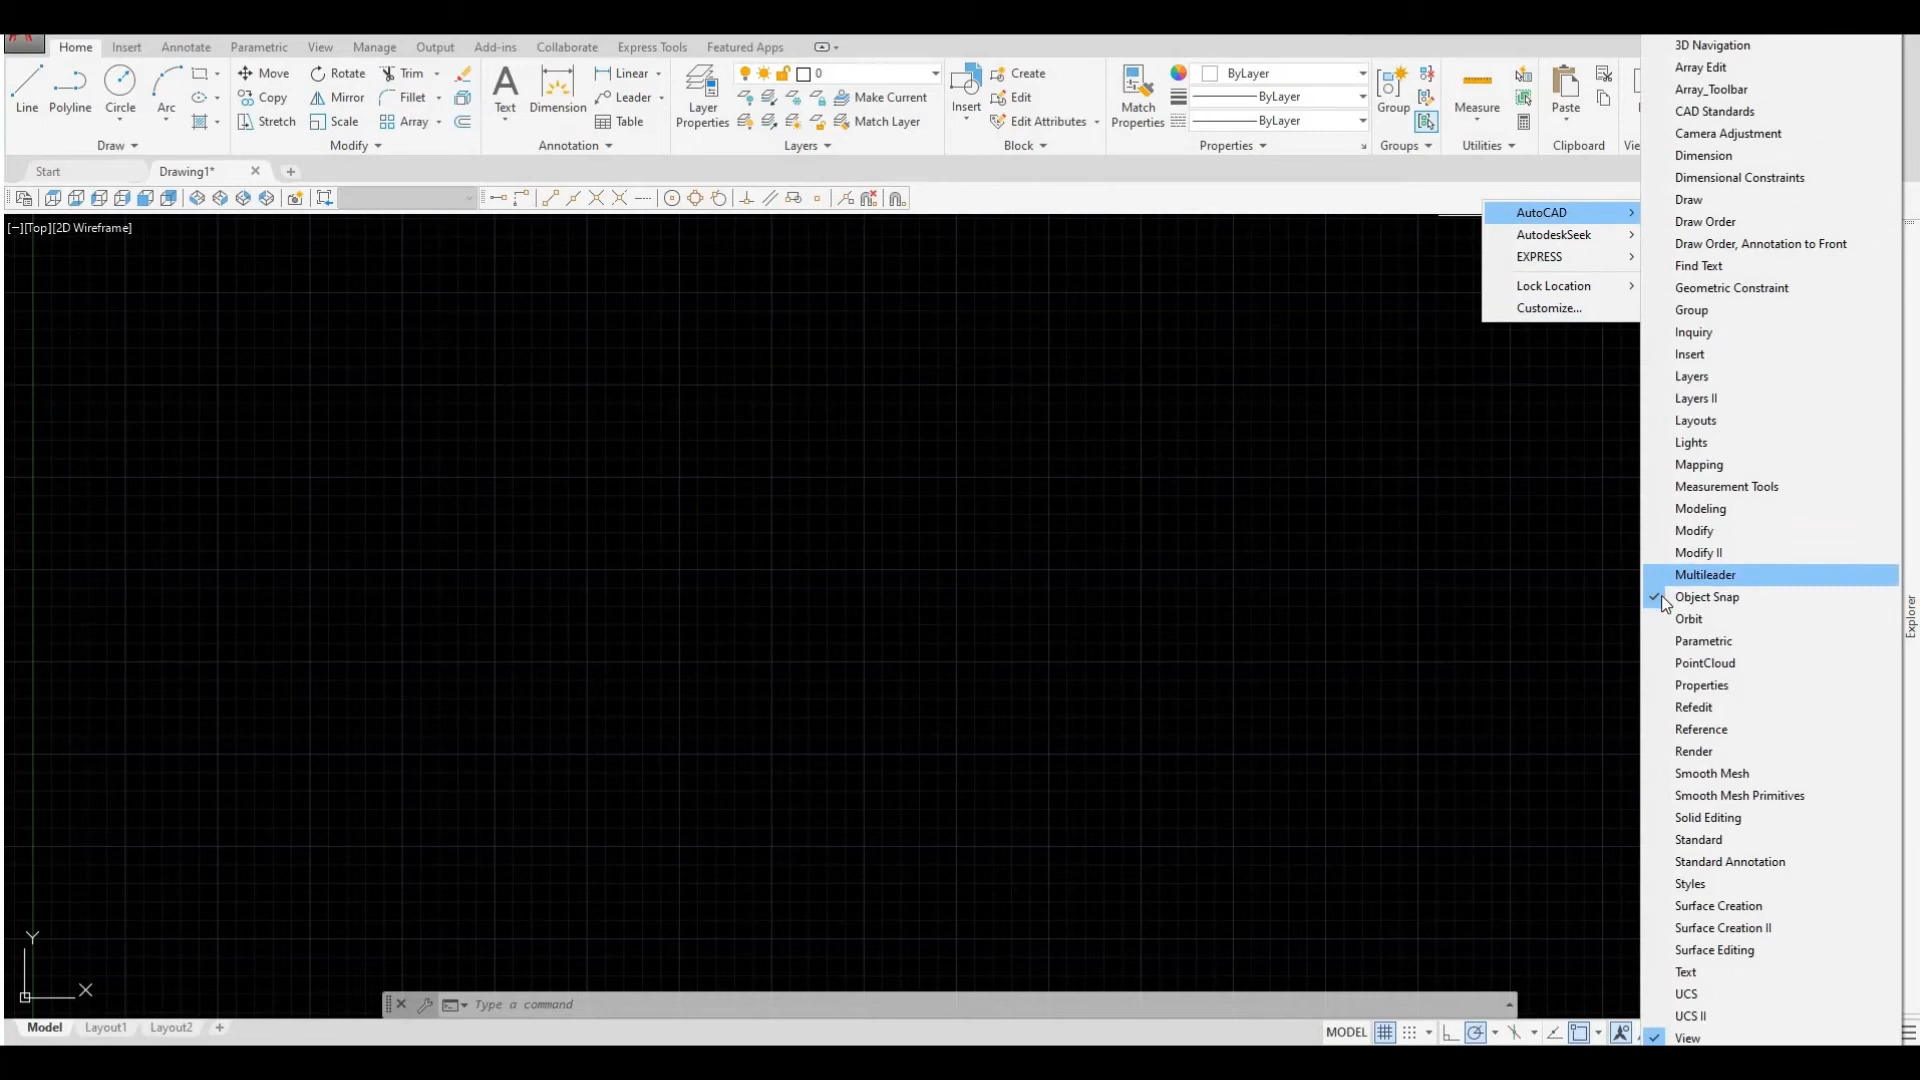 Home Insert Annotate Parametric View Manage Output Add-ins Collaborate Express Tools Featured Apps
Line
Polyline
Circle
Arc
Draw
Move Rotate Trim
Copy Mirror Fillet
Stretch Scale Array
Modify
Text
Dimension
Linear
Leader
Table
Annotation
Layer
Properties
0
Make Current
Match Layer
Layers
Insert
Create
Edit
Edit Attributes
Block
Match
Properties
ByLayer
ByLayer
ByLayer
Properties
Group
Groups
Measure
Utilities
Paste
Clipboard
Start
Drawing1*
[−][Top][2D Wireframe]
AutoCAD
AutodeskSeek
EXPRESS
Lock Location
Customize...
3D Navigation
Array Edit
Array_Toolbar
CAD Standards
Camera Adjustment
Dimension
Dimensional Constraints
Draw
Draw Order
Draw Order, Annotation to Front
Find Text
Geometric Constraint
Group
Inquiry
Insert
Layers
Layers II
Layouts
Lights
Mapping
Measurement Tools
Modeling
Modify
Modify II
Multileader
Object Snap
Orbit
Parametric
PointCloud
Properties
Refedit
Reference
Render
Smooth Mesh
Smooth Mesh Primitives
Solid Editing
Standard
Standard Annotation
Styles
Surface Creation
Surface Creation II
Surface Editing
Text
UCS
UCS II
View
Explorer
Y
X
Type a command
Model Layout1 Layout2
MODEL